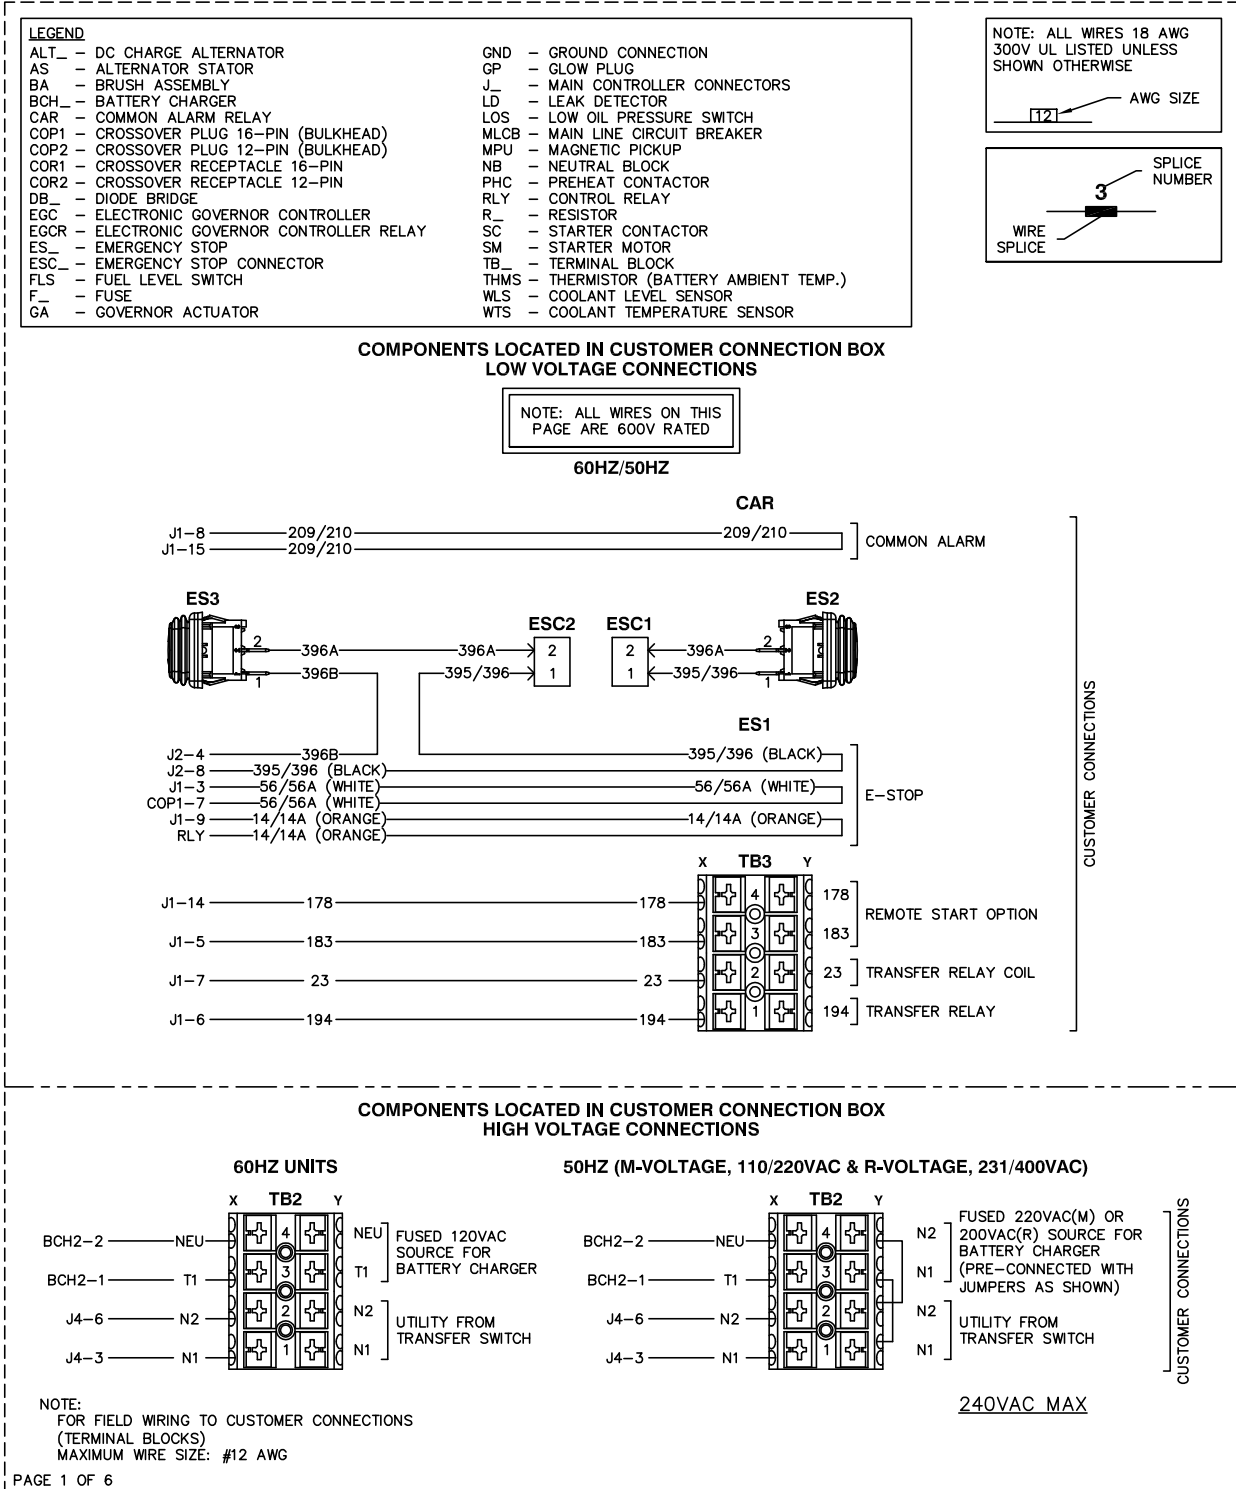 LEGEND
ALT_ – DC CHARGE ALTERNATOR
AS – ALTERNATOR STATOR
BA – BRUSH ASSEMBLY
BCH_ – BATTERY CHARGER
CAR – COMMON ALARM RELAY
COP1 – CROSSOVER PLUG 16–PIN (BULKHEAD)
COP2 – CROSSOVER PLUG 12–PIN (BULKHEAD)
COR1 – CROSSOVER RECEPTACLE 16–PIN
COR2 – CROSSOVER RECEPTACLE 12–PIN
DB_ – DIODE BRIDGE
EGC – ELECTRONIC GOVERNOR CONTROLLER
EGCR – ELECTRONIC GOVERNOR CONTROLLER RELAY
ES_ – EMERGENCY STOP
ESC_ – EMERGENCY STOP CONNECTOR
FLS – FUEL LEVEL SWITCH
F_ – FUSE
GA – GOVERNOR ACTUATOR
GND – GROUND CONNECTION
GP – GLOW PLUG
J_ – MAIN CONTROLLER CONNECTORS
LD – LEAK DETECTOR
LOS – LOW OIL PRESSURE SWITCH
MLCB – MAIN LINE CIRCUIT BREAKER
MPU – MAGNETIC PICKUP
NB – NEUTRAL BLOCK
PHC – PREHEAT CONTACTOR
RLY – CONTROL RELAY
R_ – RESISTOR
SC – STARTER CONTACTOR
SM – STARTER MOTOR
TB_ – TERMINAL BLOCK
THMS – THERMISTOR (BATTERY AMBIENT TEMP.)
WLS – COOLANT LEVEL SENSOR
WTS – COOLANT TEMPERATURE SENSOR
NOTE: ALL WIRES 18 AWG
300V UL LISTED UNLESS
SHOWN OTHERWISE
12
AWG SIZE
3
SPLICE
NUMBER
WIRE
SPLICE
COMPONENTS LOCATED IN CUSTOMER CONNECTION BOX
LOW VOLTAGE CONNECTIONS
NOTE: ALL WIRES ON THIS
PAGE ARE 600V RATED
60HZ/50HZ
CAR
J1–8 209/210 209/210
J1–15 209/210
COMMON ALARM
ES3 ES2
ESC2 ESC1
2 396A 396A 2 2 396A 2
1 396B 395/396 1 1 395/396 1
ES1
J2–4 396B 395/396 (BLACK)
J2–8 395/396 (BLACK)
J1–3 56/56A (WHITE) 56/56A (WHITE)
COP1–7 56/56A (WHITE)
J1–9 14/14A (ORANGE) 14/14A (ORANGE)
RLY 14/14A (ORANGE)
E–STOP
X TB3 Y
J1–14 178 178 4 178
REMOTE START OPTION
J1–5 183 183 3 183
J1–7 23 23 2 23 TRANSFER RELAY COIL
J1–6 194 194 1 194 TRANSFER RELAY
CUSTOMER CONNECTIONS
COMPONENTS LOCATED IN CUSTOMER CONNECTION BOX
HIGH VOLTAGE CONNECTIONS
60HZ UNITS
X TB2 Y
BCH2–2 NEU 4 NEU
BCH2–1 T1 3 T1
FUSED 120VAC
SOURCE FOR
BATTERY CHARGER
J4–6 N2 2 N2
J4–3 N1 1 N1
UTILITY FROM
TRANSFER SWITCH
50HZ (M-VOLTAGE, 110/220VAC & R-VOLTAGE, 231/400VAC)
X TB2 Y
BCH2–2 NEU 4 N2
BCH2–1 T1 3 N1
FUSED 220VAC(M) OR
200VAC(R) SOURCE FOR
BATTERY CHARGER
(PRE–CONNECTED WITH
JUMPERS AS SHOWN)
J4–6 N2 2 N2
J4–3 N1 1 N1
UTILITY FROM
TRANSFER SWITCH
CUSTOMER CONNECTIONS
240VAC MAX
NOTE:
FOR FIELD WIRING TO CUSTOMER CONNECTIONS
(TERMINAL BLOCKS)
MAXIMUM WIRE SIZE: #12 AWG
PAGE 1 OF 6